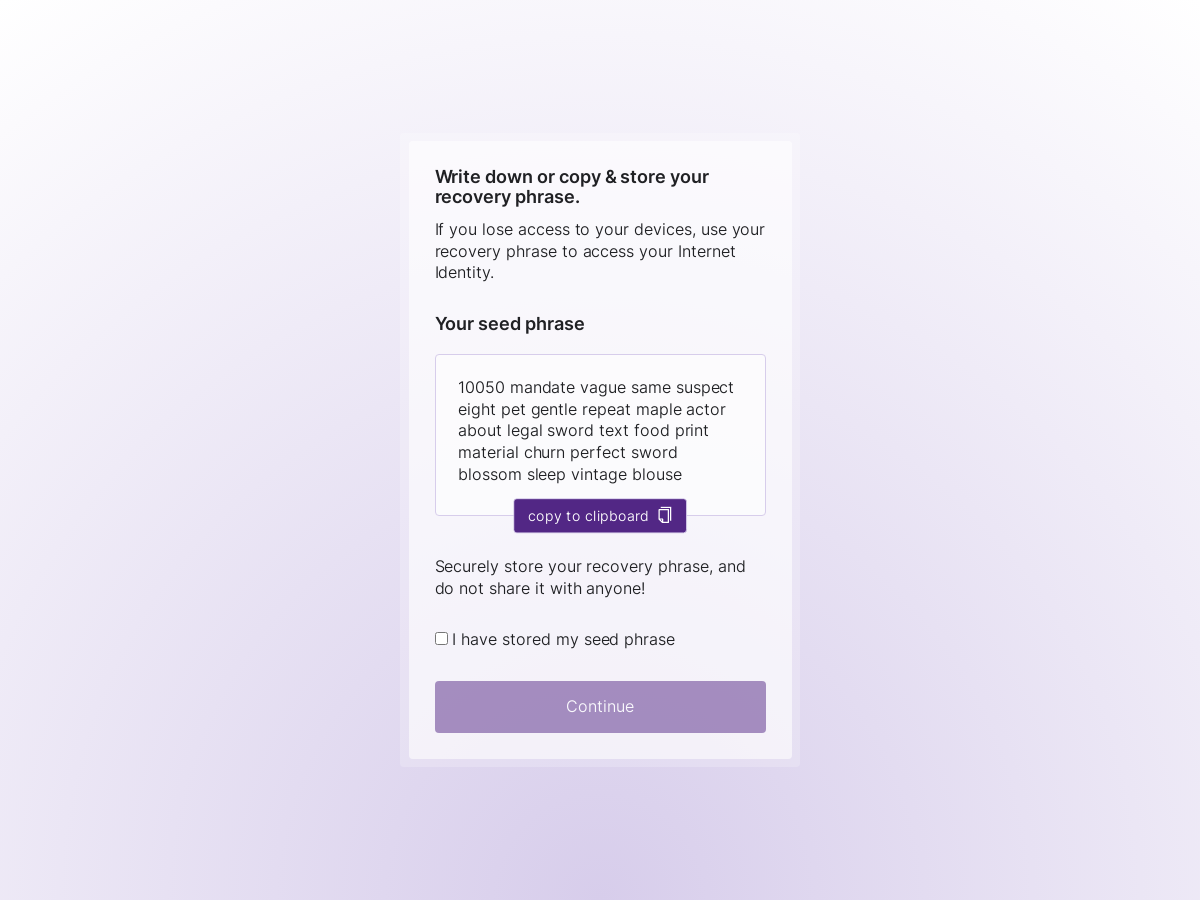 Write down or copy & store your
recovery phrase.
If you lose access to your devices, use your
recovery phrase to access your Internet
Identity.
Your seed phrase
10050 mandate vague same suspect
eight pet gentle repeat maple actor
about legal sword text food print
material churn perfect sword
blossom sleep vintage blouse
copy to clipboard
Securely store your recovery phrase, and
do not share it with anyone!
I have stored my seed phrase
Continue